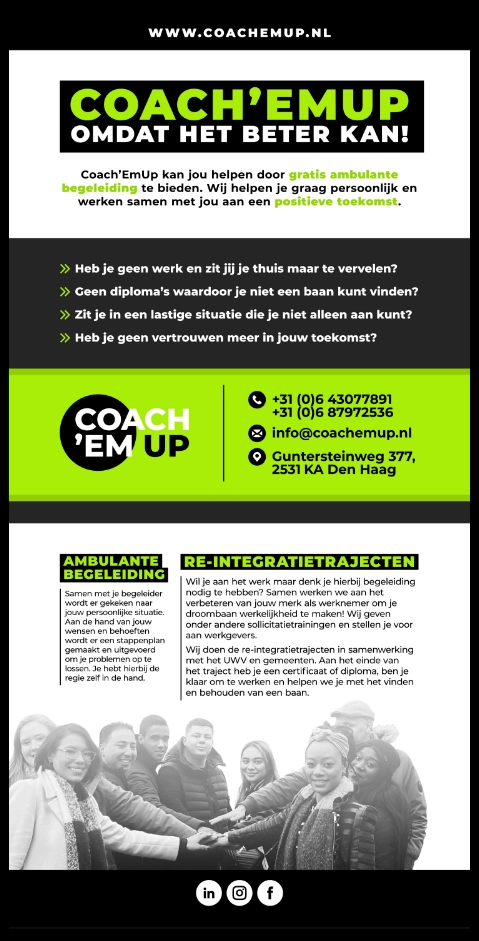 WWW.COACHEMUP.NL
COACH'EMUP
OMDAT HET BETER KAN!
Coach'EmUp kan jou helpen door gratis ambulante
begeleiding te bieden. Wij helpen je graag persoonlijk en
werken samen met jou aan een positieve toekomst.
Heb je geen werk en zit jij je thuis maar te vervelen?
Geen diploma's waardoor je niet een baan kunt vinden?
Zit je in een lastige situatie die je niet alleen aan kunt?
Heb je geen vertrouwen meer in jouw toekomst?
COACH
'EM UP
+31 (0)6 43077891
+31 (0)6 87972536
info@coachemup.nl
Guntersteinweg 377,
2531 KA Den Haag
AMBULANTE
BEGELEIDING
Samen met je begeleider
wordt er gekeken naar
jouw persoonlijke situatie.
Aan de hand van jouw
wensen en behoeften
wordt er een stappenplan
gemaakt en uitgevoerd
om je problemen op te
lossen. Je hebt hierbij de
regie zelf in de hand.
RE-INTEGRATIETRAJECTEN
Wil je aan het werk maar denk je hierbij begeleiding
nodig te hebben? Samen werken we aan het
verbeteren van jouw merk als werknemer om je
droombaan werkelijkheid te maken! Wij geven
onder andere sollicitatietrainingen en stellen je voor
aan werkgevers.
Wij doen de re-integratietrajecten in samenwerking
met het UWV en gemeenten. Aan het einde van
het traject heb je een certificaat of diploma, ben je
klaar om te werken en helpen we je met het vinden
en behouden van een baan.
in
f